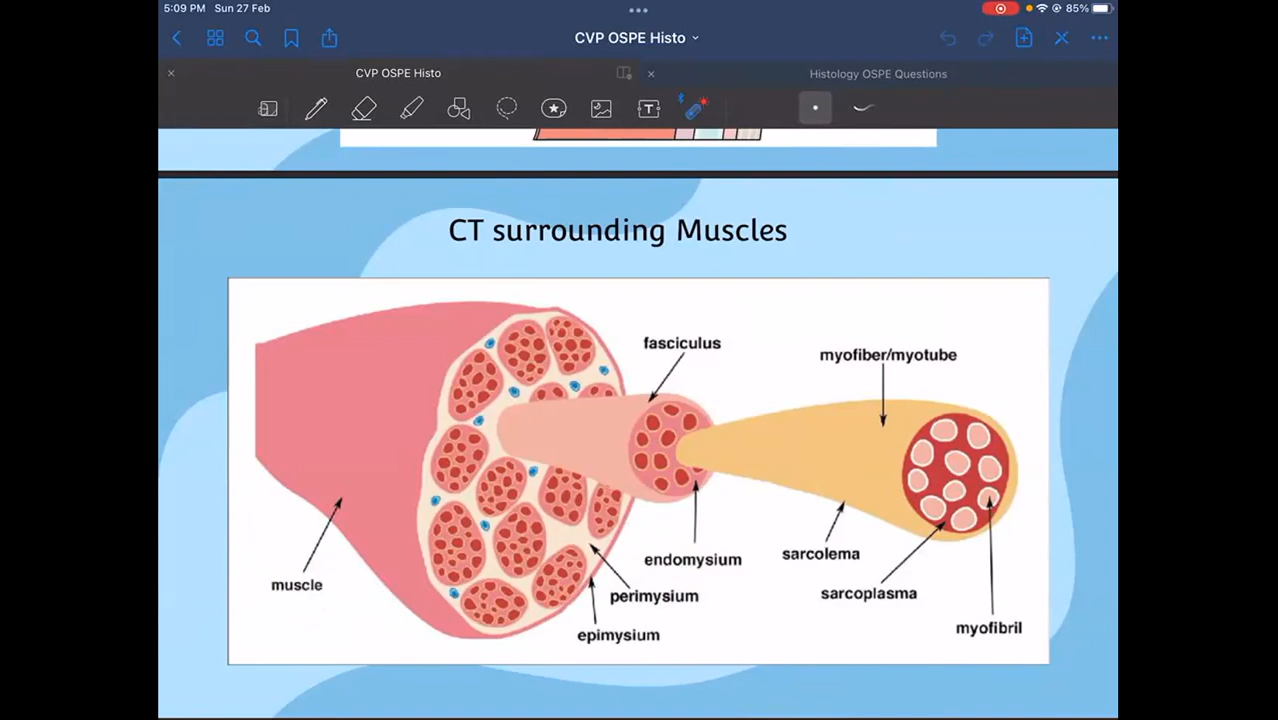 5:09 PM Sun 27 Feb
85%
CVP OSPE Histo
CVP OSPE Histo
Histology OSPE Questions
CT surrounding Muscles
fasciculus
myofiber/myotube
endomysium
sarcolema
muscle
perimysium
sarcoplasma
epimysium
myofibril